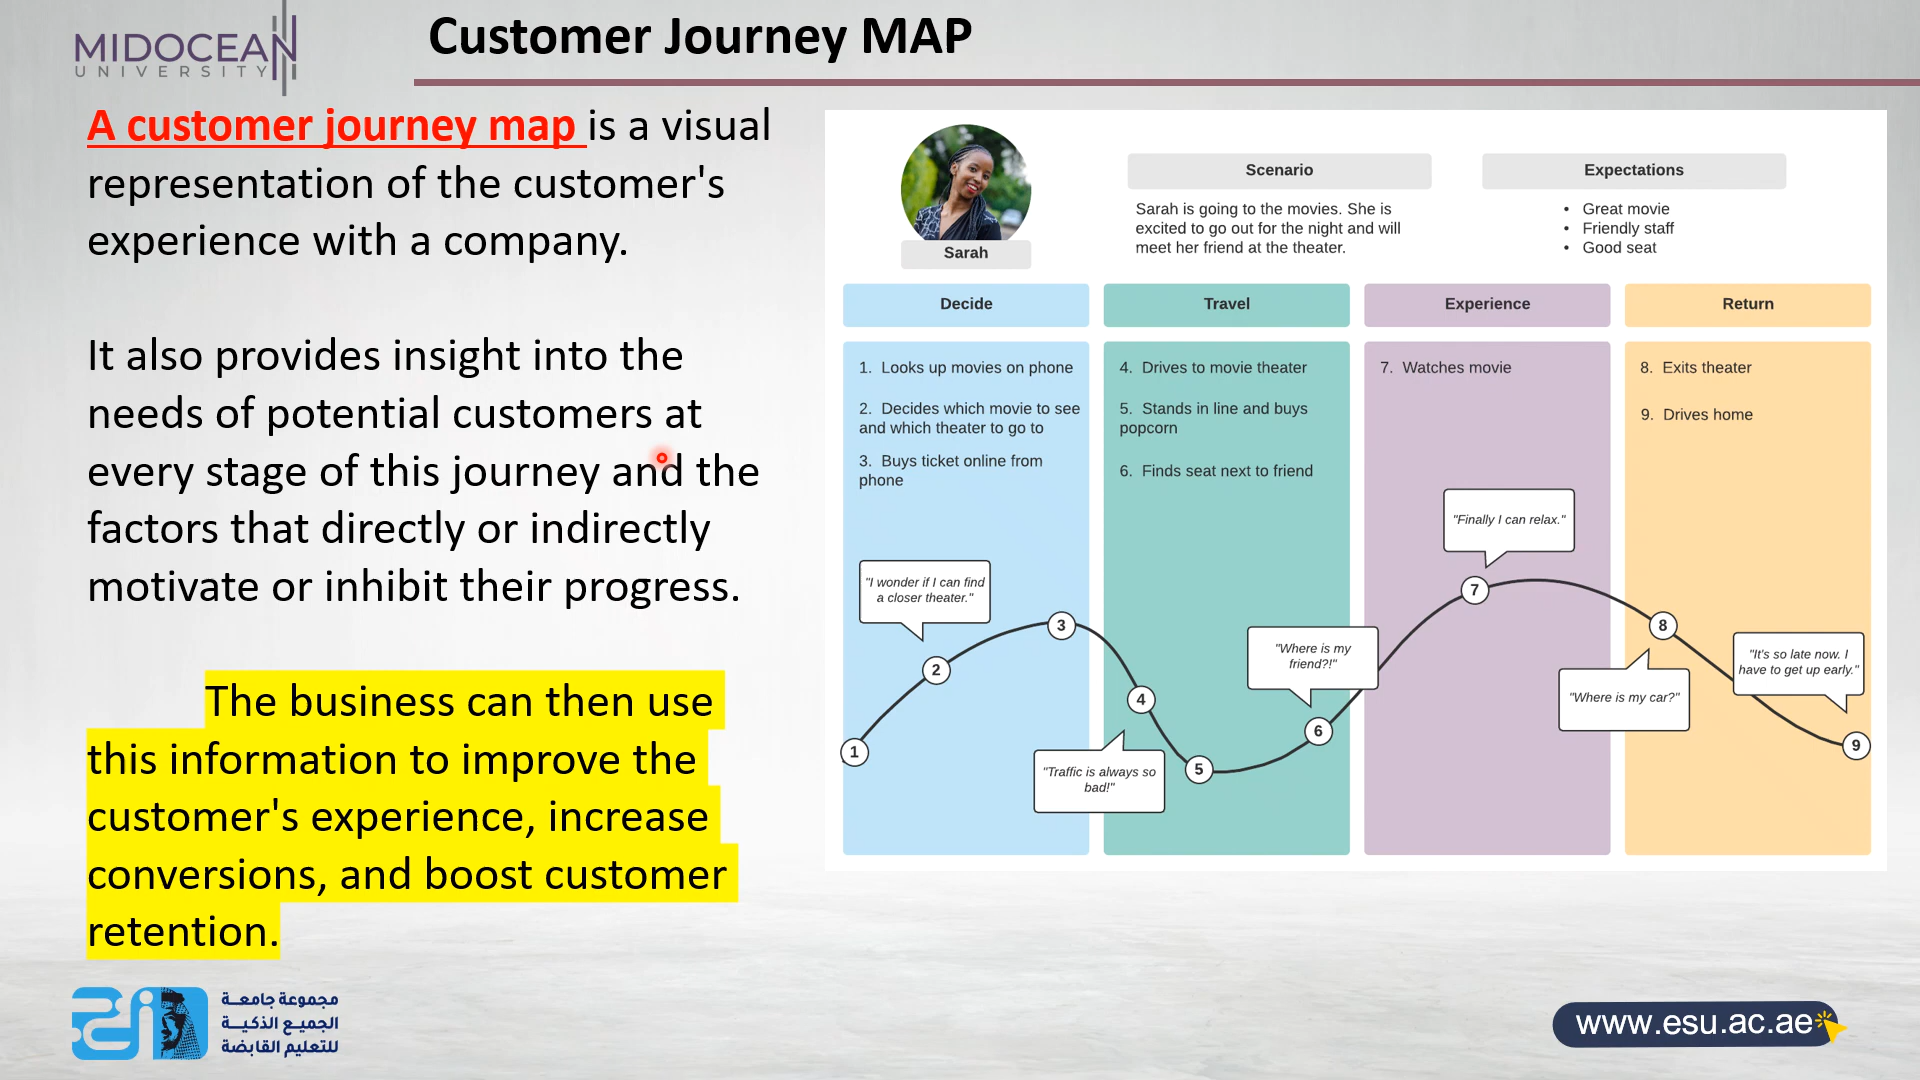 MIDOCEAN
UNIVERSITY
Customer Journey MAP
A customer journey map is a visual
representation of the customer's
experience with a company.
It also provides insight into the
needs of potential customers at
every stage of this journey and the
factors that directly or indirectly
motivate or inhibit their progress.
The business can then use
this information to improve the
customer's experience, increase
conversions, and boost customer
retention.
Sarah
Scenario
Sarah is going to the movies. She is
excited to go out for the night and will
meet her friend at the theater.
Expectations
• Great movie
• Friendly staff
• Good seat
Decide
1. Looks up movies on phone
2. Decides which movie to see
and which theater to go to
3. Buys ticket online from
phone
Travel
4. Drives to movie theater
5. Stands in line and buys
popcorn
6. Finds seat next to friend
Experience
7. Watches movie
Return
8. Exits theater
9. Drives home
"I wonder if I can find
a closer theater."
"Traffic is always so
bad!"
"Where is my
friend?!"
"Finally I can relax."
"Where is my car?"
"It's so late now. I
have to get up early."
1
2
3
4
5
6
7
8
9
مجموعة جامعة
الجميع الذكية
للتعليم القابضة
www.esu.ac.ae